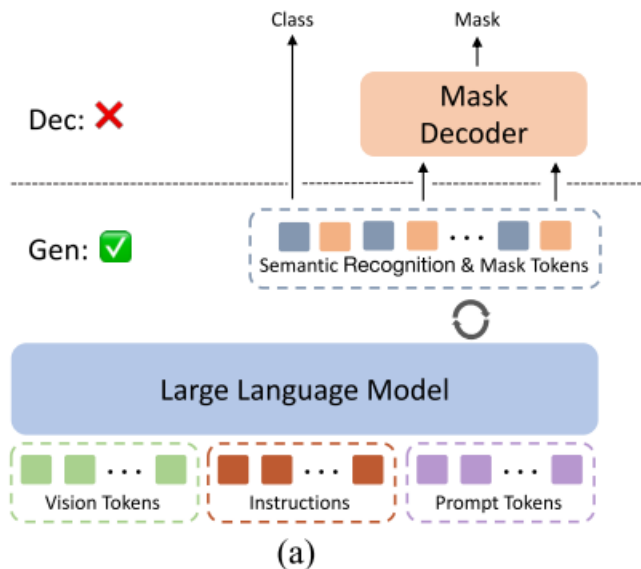 Class
Mask
Mask
Decoder
Dec: ❌
Gen: ✅
Semantic Recognition & Mask Tokens
Large Language Model
Vision Tokens
Instructions
Prompt Tokens
(a)